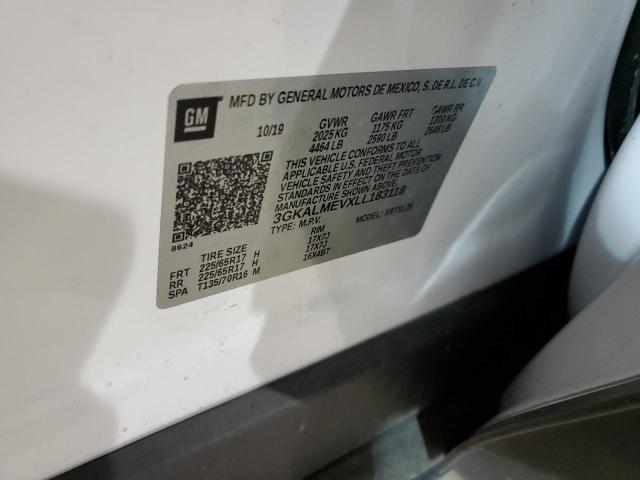 GM
MFD BY GENERAL MOTORS DE MEXICO, S. DE R.L. DE C.V.
10/19 GVWR GAWR FRT GAWR RR
2025 KG 1175 KG 1200 KG
4464 LB 2590 LB 2646 LB
THIS VEHICLE CONFORMS TO ALL
APPLICABLE U.S. FEDERAL MOTOR
VEHICLE SAFETY AND THEFT PREVENTION
STANDARDS IN EFFECT ON THE DATE OF
MANUFACTURE SHOWN ABOVE.
3GKALMEVXLL183118
TYPE: M.P.V. MODEL:
8624
TIRE SIZE RIM
FRT 225/65R17 H 17X7J
RR 225/65R17 H 17X7J
SPA T135/70R16 M 16X4BT